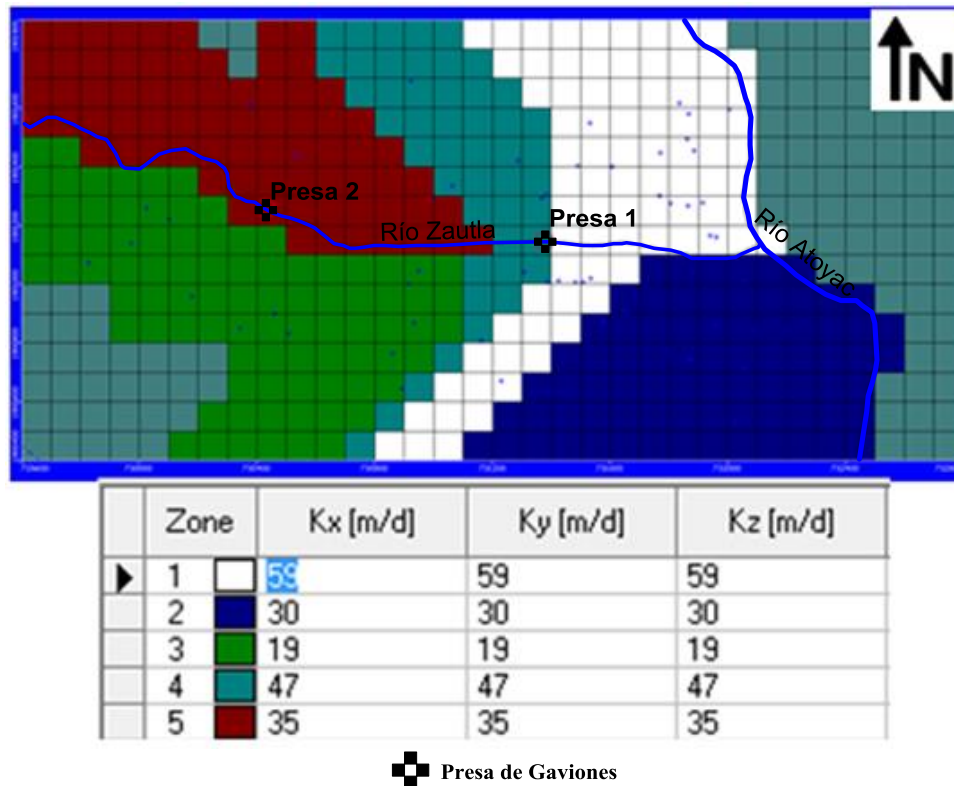 N
Presa 2
Presa 1
Río Zautla
Río Atoyac
Zone Kx [m/d] Ky [m/d] Kz [m/d]
1 59 59 59
2 30 30 30
3 19 19 19
4 47 47 47
5 35 35 35
Presa de Gaviones